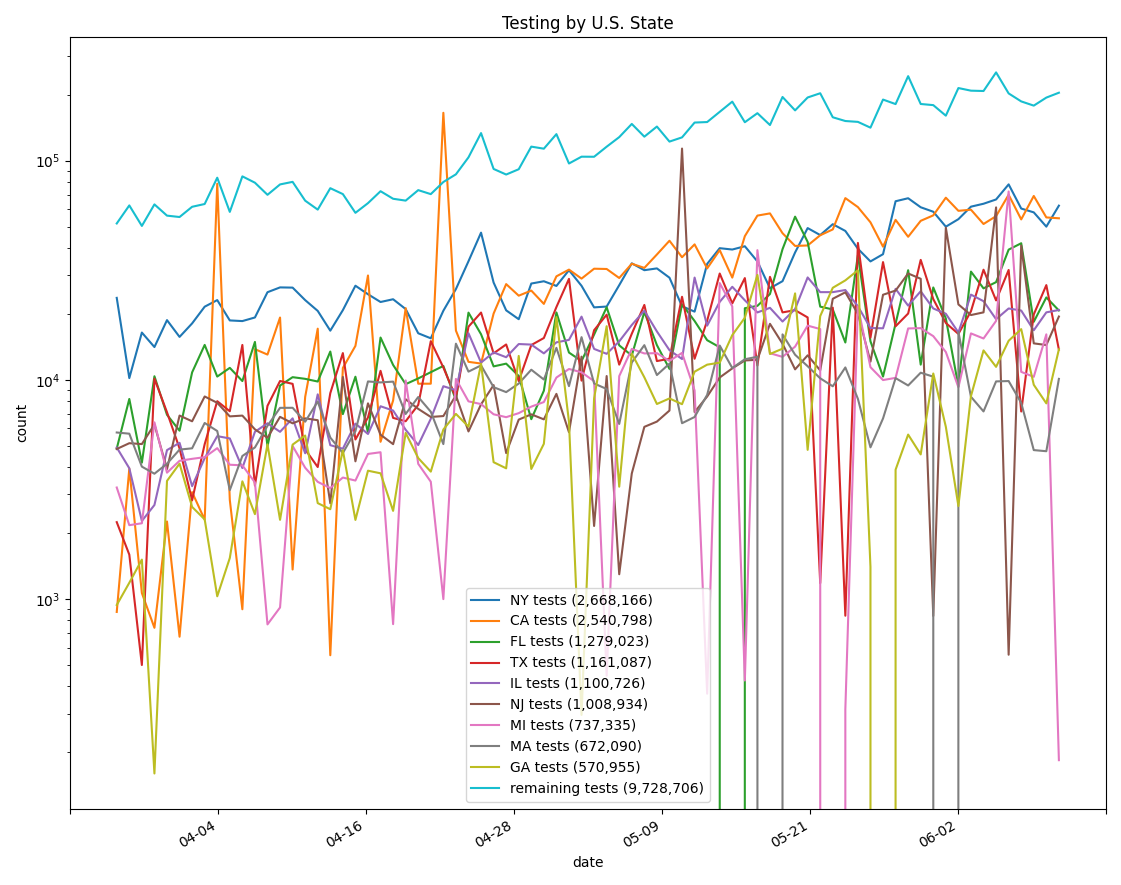 Testing by U.S. State
count
10^5
10^4
10^3
NY tests (2,668,166)
CA tests (2,540,798)
FL tests (1,279,023)
TX tests (1,161,087)
IL tests (1,100,726)
NJ tests (1,008,934)
MI tests (737,335)
MA tests (672,090)
GA tests (570,955)
remaining tests (9,728,706)
04-04
04-16
04-28
05-09
05-21
06-02
date